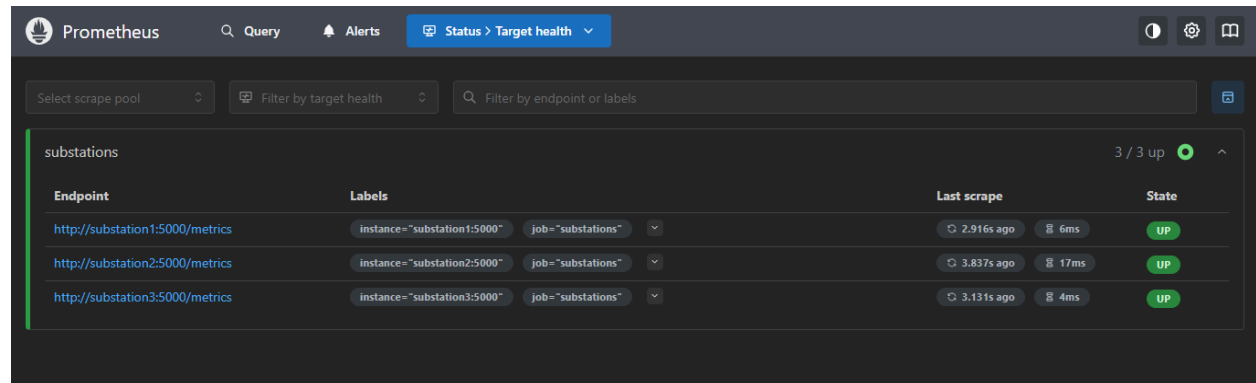 Prometheus Query Alerts Status > Target health
Select scrape pool Filter by target health Filter by endpoint or labels
substations 3 / 3 up
Endpoint Labels Last scrape State
http://substation1:5000/metrics instance="substation1:5000" job="substations" 2.916s ago 6ms UP
http://substation2:5000/metrics instance="substation2:5000" job="substations" 3.837s ago 17ms UP
http://substation3:5000/metrics instance="substation3:5000" job="substations" 3.131s ago 4ms UP